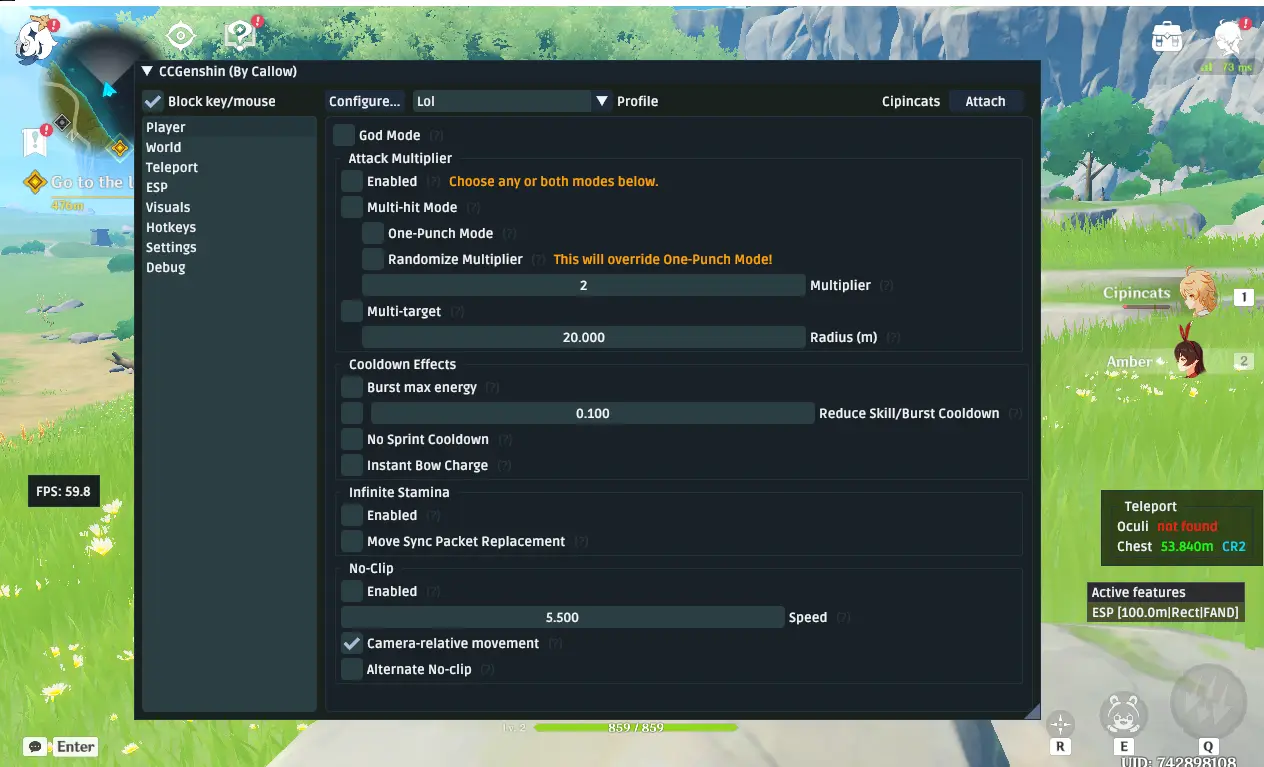 CCGenshin (By Callow)
73 ms
Block key/mouse
Configure...
Lol
Profile
Cipincats
Attach
Player
World
Teleport
ESP
Visuals
Hotkeys
Settings
Debug
God Mode (?)
Attack Multiplier
Enabled (?) Choose any or both modes below.
Multi-hit Mode (?)
One-Punch Mode (?)
Randomize Multiplier (?) This will override One-Punch Mode!
2 Multiplier (?)
Multi-target (?)
20.000 Radius (m) (?)
Cooldown Effects
Burst max energy (?)
0.100 Reduce Skill/Burst Cooldown (?)
No Sprint Cooldown (?)
Instant Bow Charge (?)
Infinite Stamina
Enabled (?)
Move Sync Packet Replacement (?)
No-Clip
Enabled (?)
5.500 Speed (?)
Camera-relative movement (?)
Alternate No-clip (?)
Go to the
476m
FPS: 59.8
Cipincats 1
Amber 2
Teleport
Oculi not found
Chest 53.840m CR2
Active features
ESP [100.0m|Rect|FAND]
Lv 2
859 / 859
Enter
R
E
Q
UID: 742898108